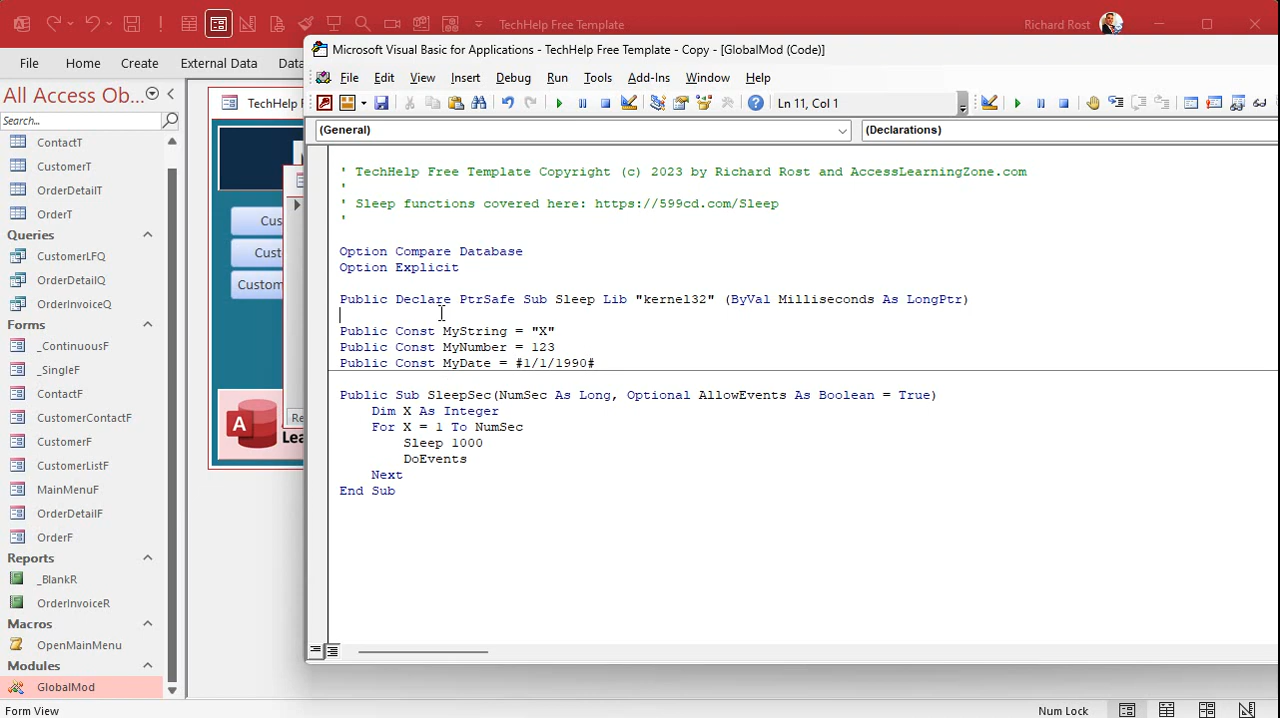 TechHelp Free Template
Richard Rost
File Home Create External Data Data
All Access Ob...
Search...
ContactT
CustomerT
OrderDetailT
OrderT
Queries
CustomerLFQ
OrderDetailQ
OrderInvoiceQ
Forms
_ContinuousF
_SingleF
ContactF
CustomerContactF
CustomerF
CustomerListF
MainMenuF
OrderDetailF
OrderF
Reports
_BlankR
OrderInvoiceR
Macros
OpenMainMenu
Modules
GlobalMod
Form View
Num Lock
TechHelp F
Cus
Cust
Custom
Re
A
Lea
Microsoft Visual Basic for Applications - TechHelp Free Template - Copy - [GlobalMod (Code)]
File Edit View Insert Debug Run Tools Add-Ins Window Help
Ln 11, Col 1
(General)
(Declarations)
' TechHelp Free Template Copyright (c) 2023 by Richard Rost and AccessLearningZone.com
'
' Sleep functions covered here: https://599cd.com/Sleep
'
Option Compare Database
Option Explicit
Public Declare PtrSafe Sub Sleep Lib "kernel32" (ByVal Milliseconds As LongPtr)
Public Const MyString = "X"
Public Const MyNumber = 123
Public Const MyDate = #1/1/1990#
Public Sub SleepSec(NumSec As Long, Optional AllowEvents As Boolean = True)
Dim X As Integer
For X = 1 To NumSec
Sleep 1000
DoEvents
Next
End Sub